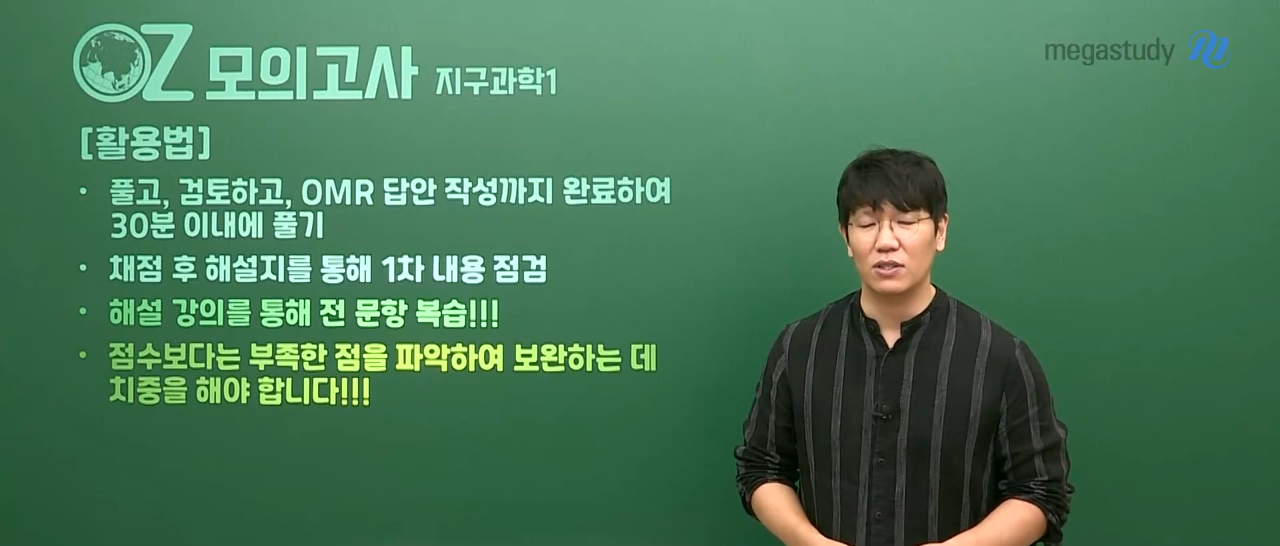 OZ 모의고사 지구과학1
megastudy
[활용법]
• 풀고, 검토하고, OMR 답안 작성까지 완료하여
30분 이내에 풀기
• 채점 후 해설지를 통해 1차 내용 점검
• 해설 강의를 통해 전 문항 복습!!!
• 점수보다는 부족한 점을 파악하여 보완하는 데
치중을 해야 합니다!!!